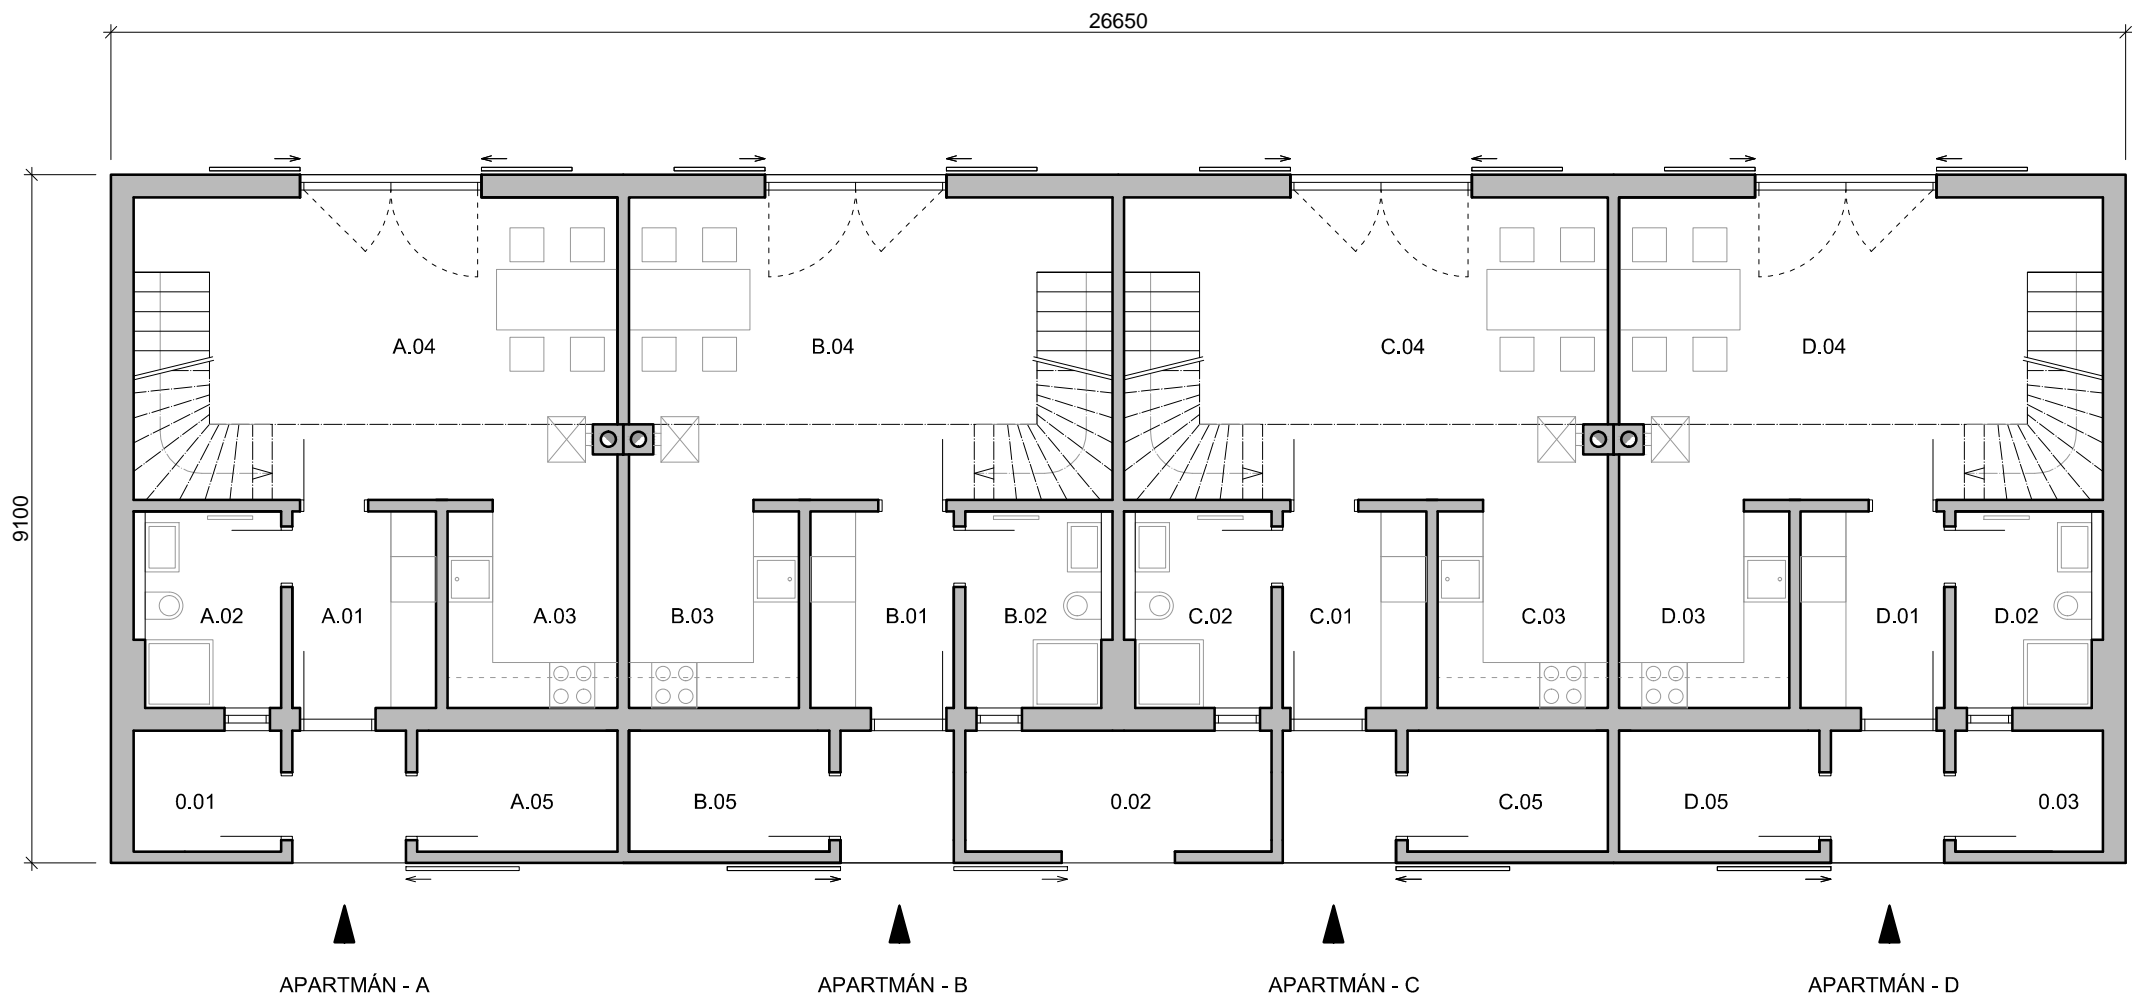 26650
A.04
B.04
C.04
D.04
9100
A.02
A.01
A.03
B.03
B.01
B.02
C.02
C.01
C.03
D.03
D.01
D.02
0.01
A.05
B.05
0.02
C.05
D.05
0.03
APARTMÁN - A
APARTMÁN - B
APARTMÁN - C
APARTMÁN - D